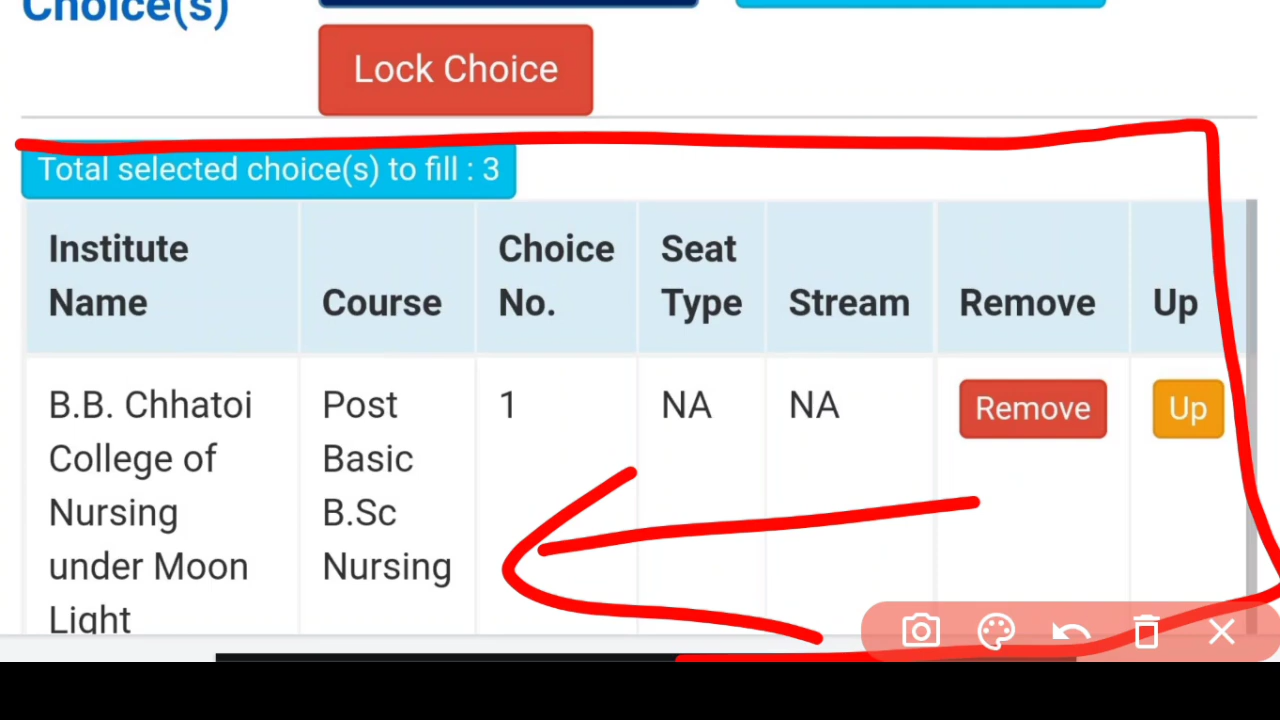 Choice(s)
Lock Choice
Total selected choice(s) to fill : 3
Institute Name Course Choice No. Seat Type Stream Remove Up
B.B. Chhatoi College of Nursing under Moon Light Post Basic B.Sc Nursing 1 NA NA Remove Up